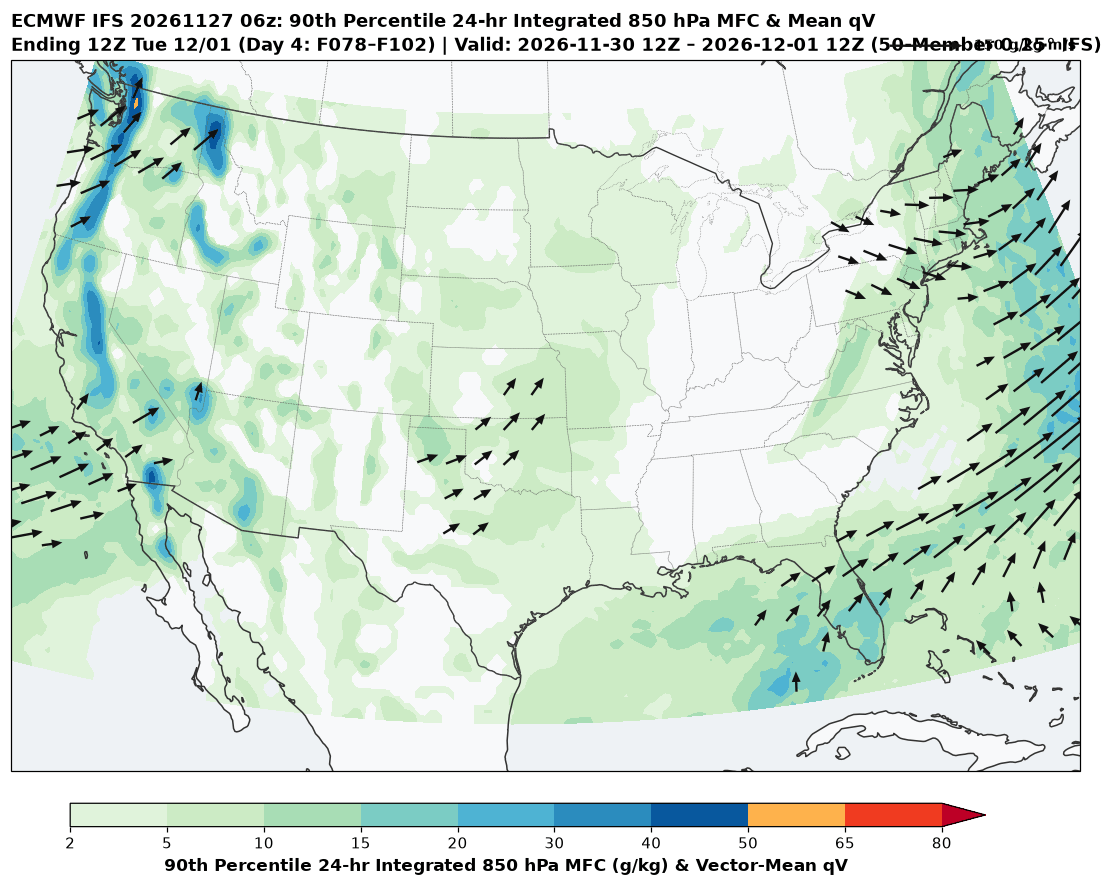 ECMWF IFS 20261127 06z: 90th Percentile 24-hr Integrated 850 hPa MFC & Mean qV
Ending 12Z Tue 12/01 (Day 4: F078–F102) | Valid: 2026-11-30 12Z – 2026-12-01 12Z (50-Member 0.25° IFS)
2 5 10 15 20 30 40 50 65 80
90th Percentile 24-hr Integrated 850 hPa MFC (g/kg) & Vector-Mean qV